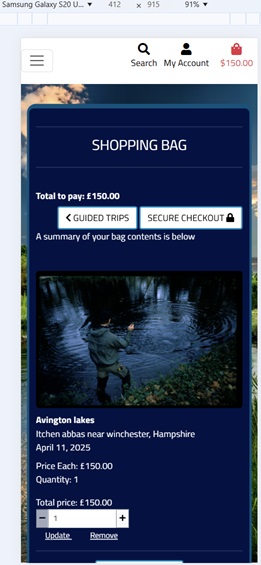 Samsung Galaxy S20 U... ▼ 412 × 915 91% ▼
Search My Account $150.00
SHOPPING BAG
Total to pay: £150.00
GUIDED TRIPS SECURE CHECKOUT
A summary of your bag contents is below
Avington lakes
Itchen abbas near winchester, Hampshire
April 11, 2025
Price Each: £150.00
Quantity: 1
Total price: £150.00
− 1 +
Update Remove